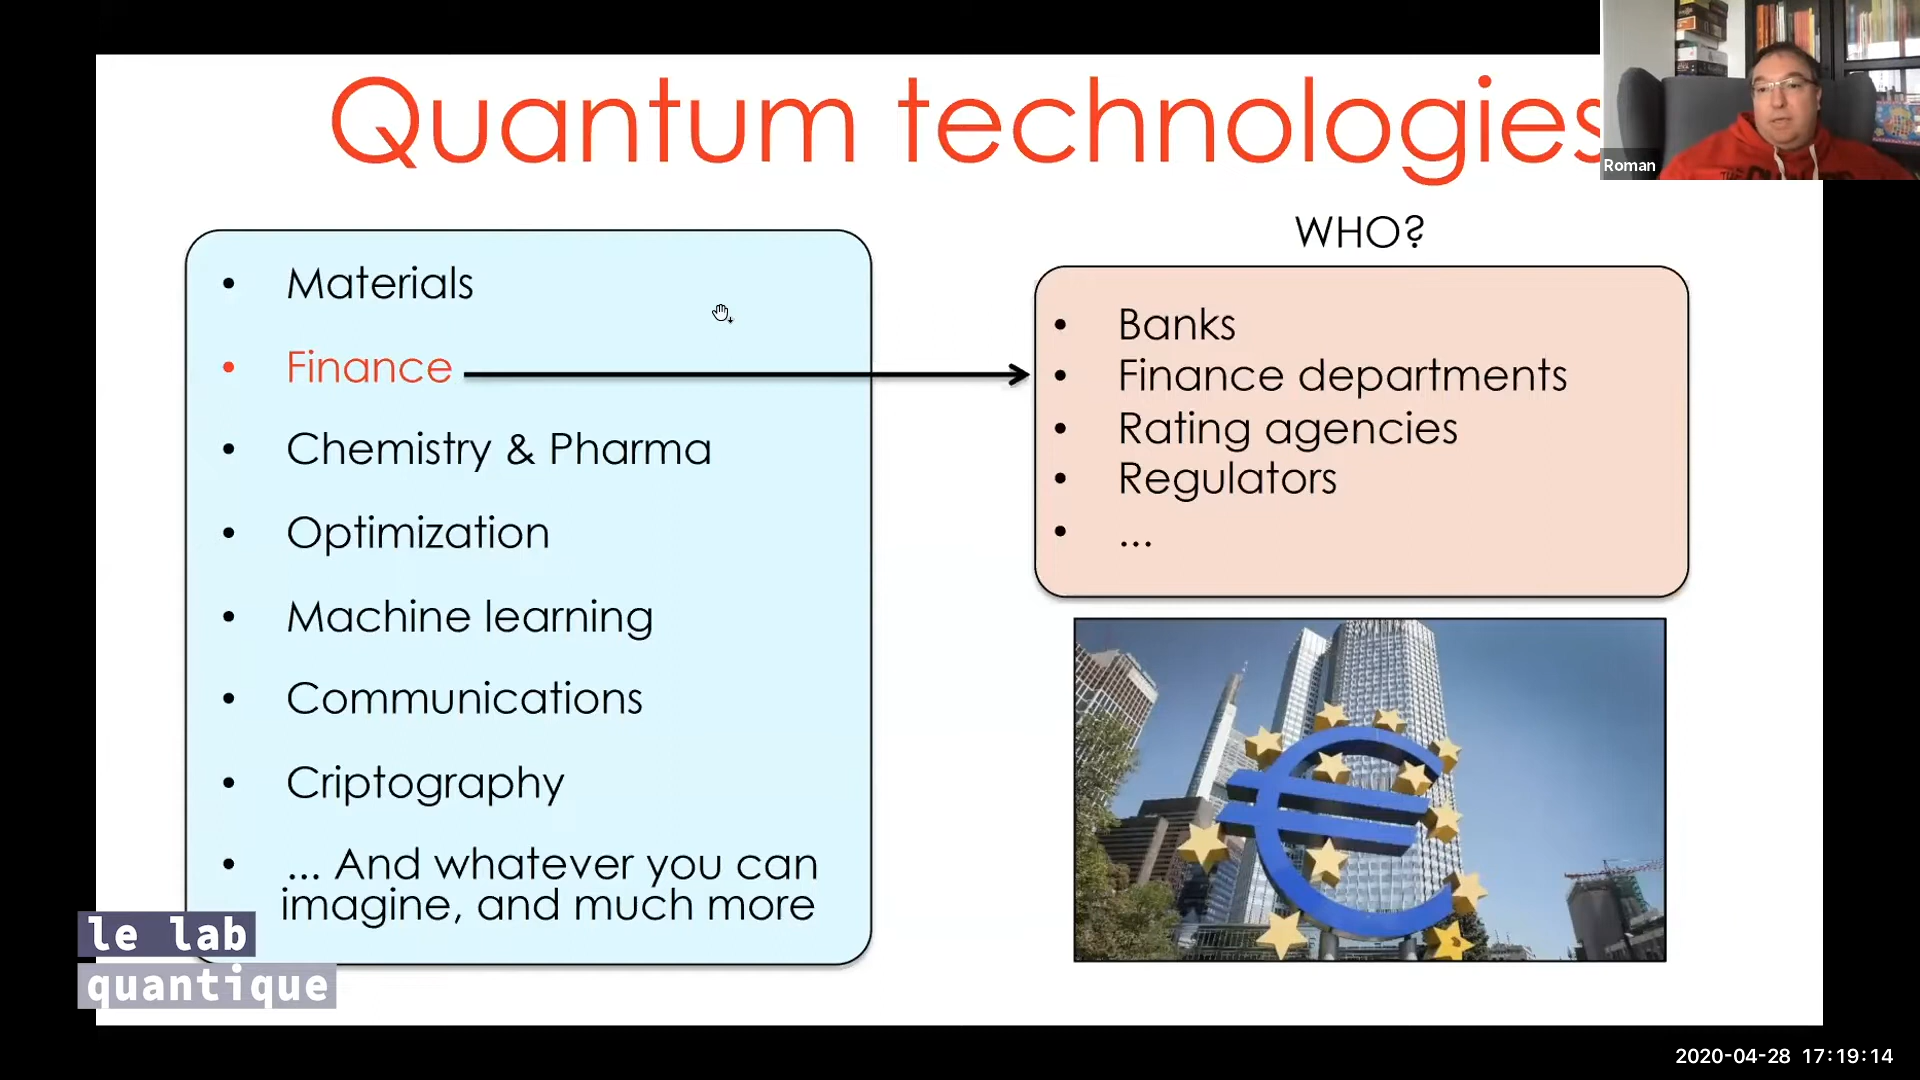 Quantum technologies
Roman
WHO?
• Materials
• Finance
• Chemistry & Pharma
• Optimization
• Machine learning
• Communications
• Criptography
• ... And whatever you can
imagine, and much more
• Banks
• Finance departments
• Rating agencies
• Regulators
• ...
le lab
quantique
2020-04-28 17:19:14